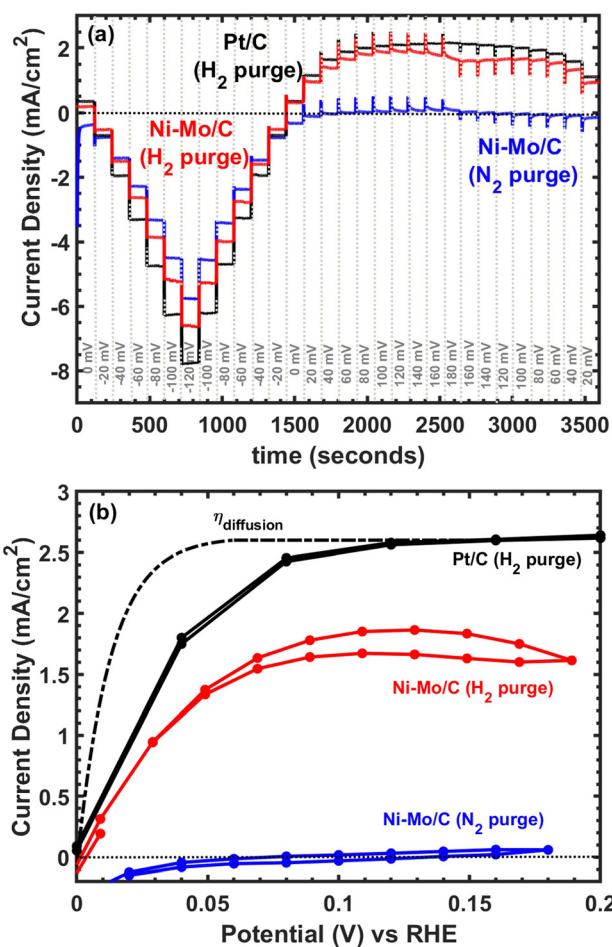 (a)
Current Density (mA/cm²)
2
0
-2
-4
-6
-8
Pt/C
(H₂ purge)
Ni-Mo/C
(H₂ purge)
Ni-Mo/C
(N₂ purge)
0 mV
-20 mV
-40 mV
-60 mV
-80 mV
-100 mV
-120 mV
-100 mV
-80 mV
-60 mV
-40 mV
-20 mV
0 mV
20 mV
40 mV
60 mV
80 mV
100 mV
120 mV
140 mV
160 mV
180 mV
160 mV
140 mV
120 mV
100 mV
80 mV
60 mV
40 mV
20 mV
0 500 1000 1500 2000 2500 3000 3500
time (seconds)
(b)
Current Density (mA/cm²)
3
2.5
2
1.5
1
0.5
0
η diffusion
Pt/C (H₂ purge)
Ni-Mo/C (H₂ purge)
Ni-Mo/C (N₂ purge)
0 0.05 0.1 0.15 0.2
Potential (V) vs RHE